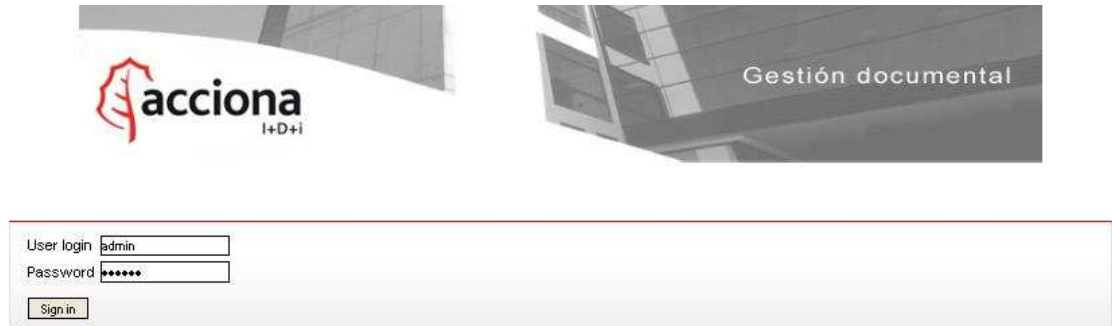 acciona
I+D+i
Gestión documental
User login admin
Password ••••••
Sign in